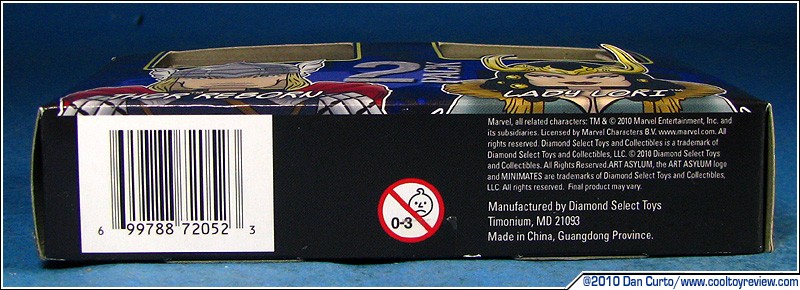 2
PACK
THOR REBORN™
LADY LOKI™
Marvel, all related characters: TM & © 2010 Marvel Entertainment, Inc. and
its subsidiaries. Licensed by Marvel Characters B.V. www.marvel.com. All
rights reserved. Diamond Select Toys and Collectibles is a trademark of
Diamond Select Toys and Collectibles, LLC. © 2010 Diamond Select Toys
and Collectibles. All Rights Reserved.ART ASYLUM, the ART ASYLUM logo
and MINIMATES are trademarks of Diamond Select Toys and Collectibles,
LLC. All rights reserved.  Final product may vary.
Manufactured by Diamond Select Toys
Timonium, MD 21093
Made in China, Guangdong Province.
0-3
6 99788 72052 3
©2010 Dan Curto/www.cooltoyreview.com